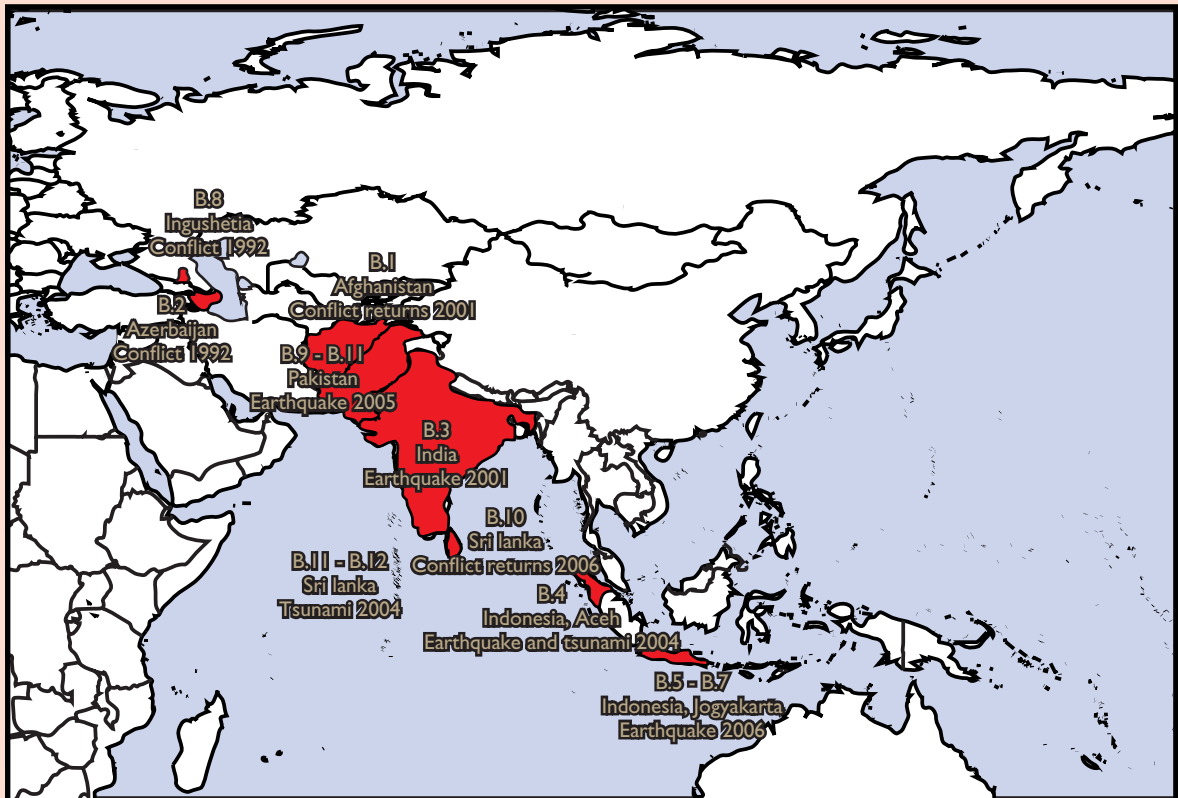 B.8
Ingushetia
Conflict 1992
B.1
Afghanistan
Conflict returns 2001
B.2
Azerbaijan
Conflict 1992
B.9 - B.11
Pakistan
Earthquake 2005
B.3
India
Earthquake 2001
B.10
Sri lanka
Conflict returns 2006
B.11 - B.12
Sri lanka
Tsunami 2004
B.4
Indonesia, Aceh
Earthquake and tsunami 2004
B.5 - B.7
Indonesia, Jogyakarta
Earthquake 2006